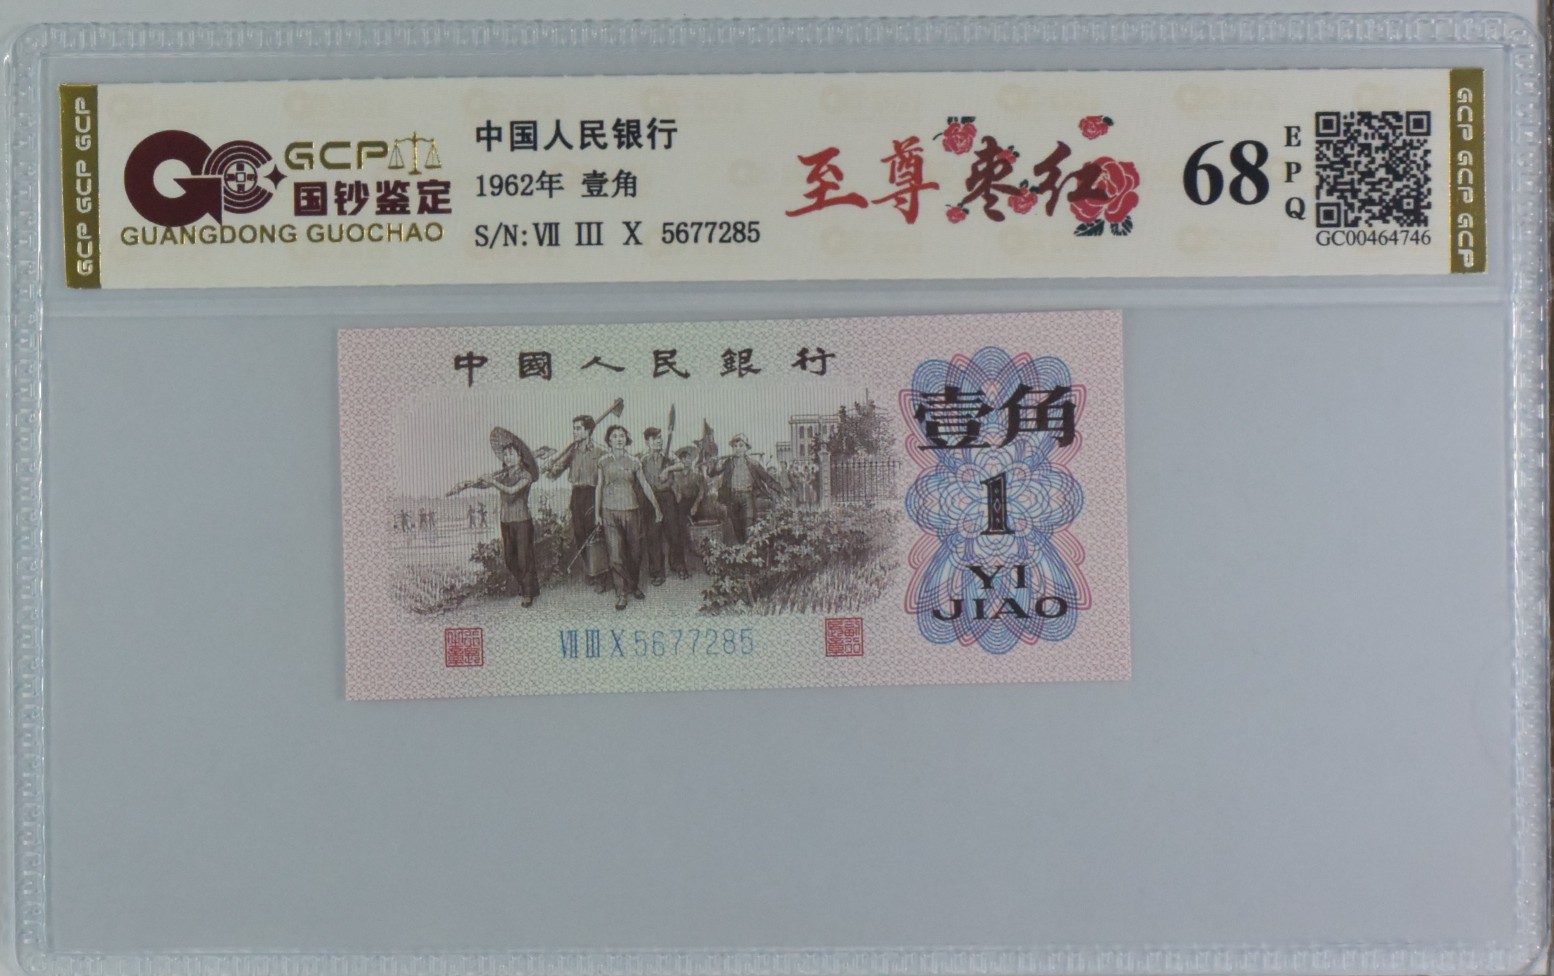 GCP GCP GCP
GCP
国钞鉴定
GUANGDONG GUOCHAO
中国人民银行
1962年 壹角
S/N: Ⅶ Ⅲ X 5677285
至尊枣红
68
EPQ
GC00464746
GCP GCP GCP
中國人民銀行
壹角
1
YI
JIAO
Ⅶ Ⅲ X 5677285